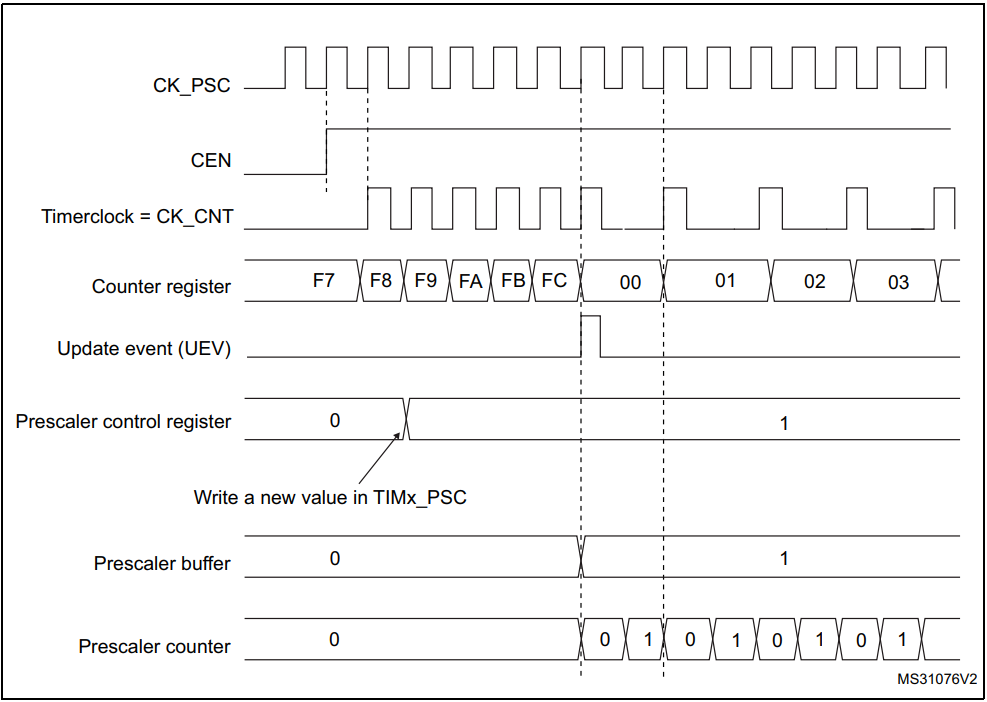 CK_PSC
CEN
Timerclock = CK_CNT
Counter register F7 F8 F9 FA FB FC 00 01 02 03
Update event (UEV)
Prescaler control register 0 1
Write a new value in TIMx_PSC
Prescaler buffer 0 1
Prescaler counter 0 0 1 0 1 0 1 0 1
MS31076V2